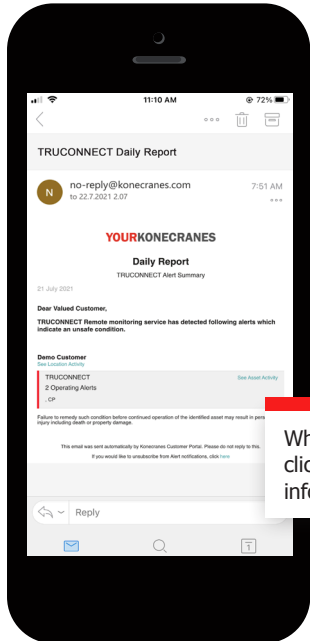 11:10 AM
72%
TRUCONNECT Daily Report
N
no-reply@konecranes.com
7:51 AM
to 22.7.2021 2.07
YOURKONECRANES
Daily Report
TRUCONNECT Alert Summary
21 July 2021
Dear Valued Customer,
TRUCONNECT Remote monitoring service has detected following alerts which
indicate an unsafe condition.
Demo Customer
See Location Activity
TRUCONNECT
See Asset Activity
2 Operating Alerts
, CP
Failure to remedy such condition before continued operation of the identified asset may result in
injury including death or property damage.
This email was sent automatically by Konecranes Customer Portal. Please do not reply to this.
If you would like to unsubscribe from Alert notifications, click here
Reply
1